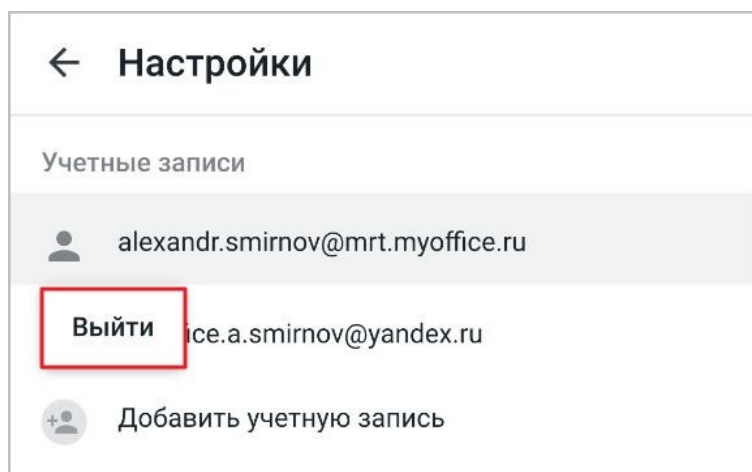 Настройки
Учетные записи
alexandr.smirnov@mrt.myoffice.ru
Выйти ice.a.smirnov@yandex.ru
Добавить учетную запись